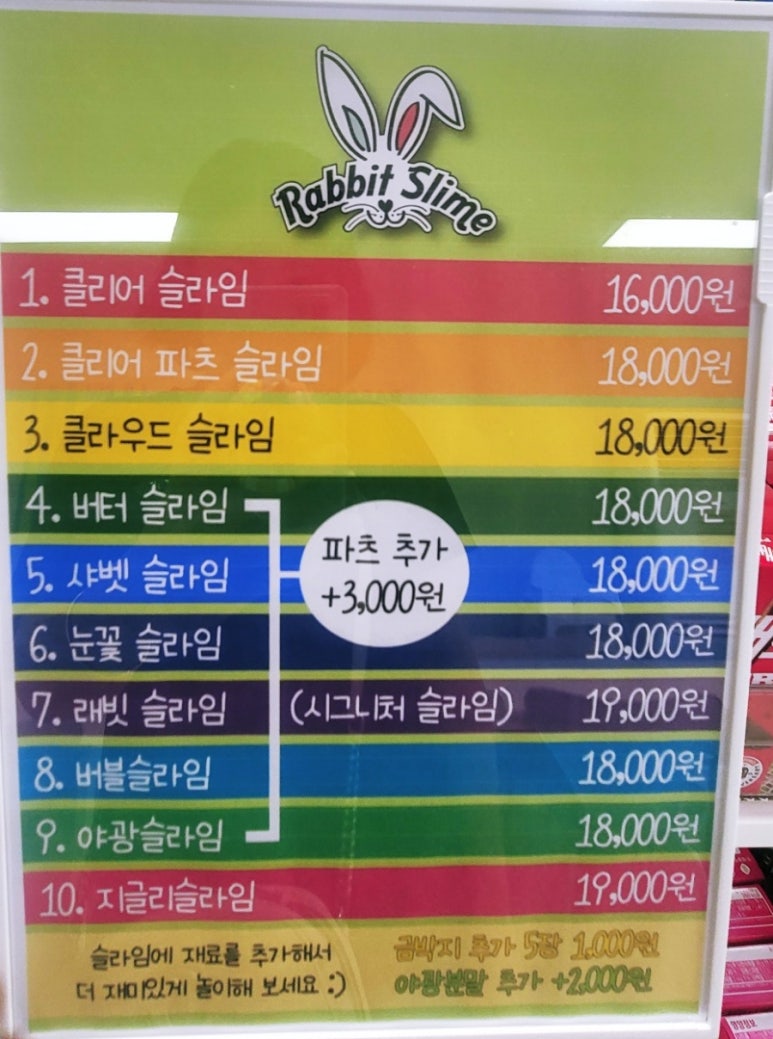 Rabbit Slime
1. 클리어 슬라임 16,000원
2. 클리어 파츠 슬라임 18,000원
3. 클라우드 슬라임 18,000원
4. 버터 슬라임 18,000원
파츠 추가
+3,000원
5. 샤벳 슬라임 18,000원
6. 눈꽃 슬라임 18,000원
7. 래빗 슬라임 (시그니처 슬라임) 19,000원
8. 버블슬라임 18,000원
9. 야광슬라임 18,000원
10. 지글리슬라임 19,000원
슬라임에 재료를 추가해서
더 재미있게 놀이해 보세요 :)
금박지 추가 5장 1,000원
야광분말 추가 +2,000원
영양정보